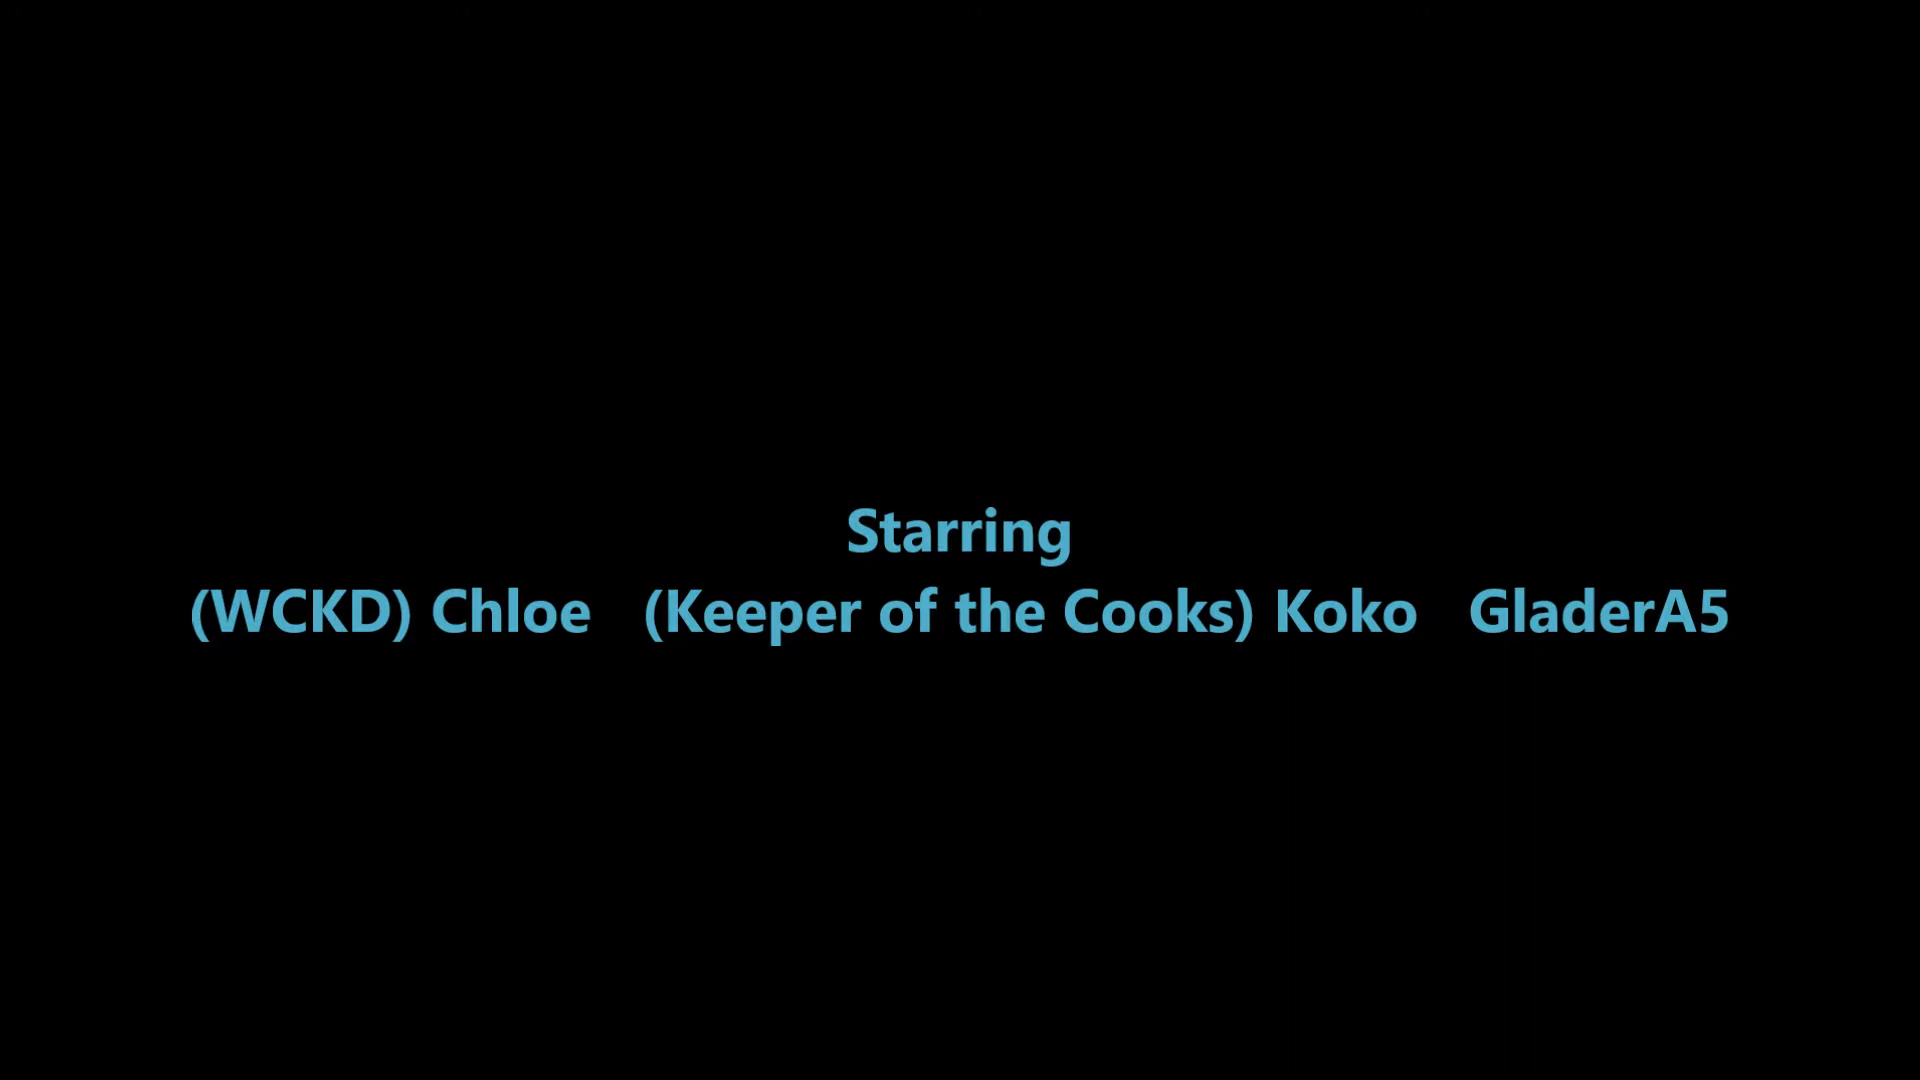 Starring
(WCKD) Chloe (Keeper of the Cooks) Koko GladerA5